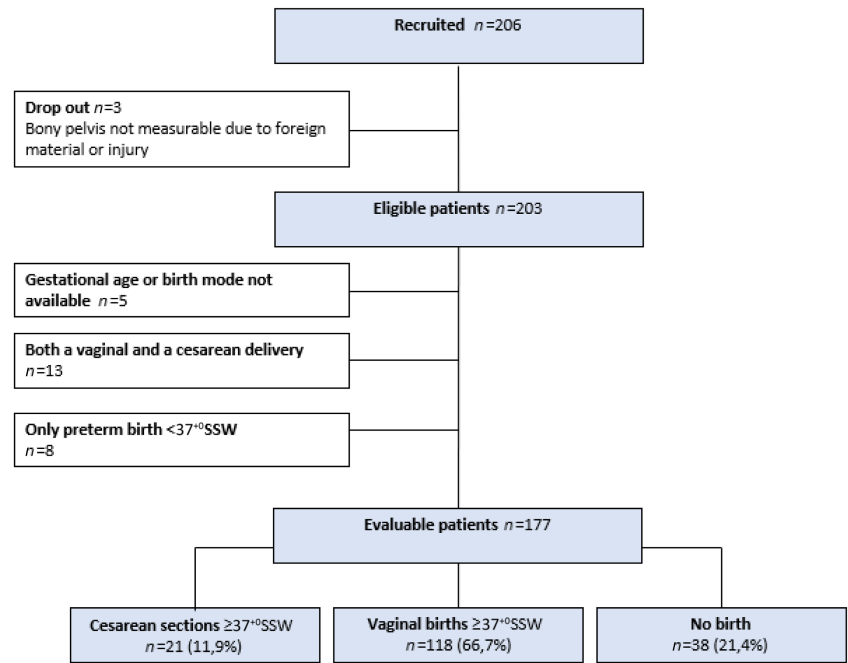 Recruited n=206
Drop out n=3
Bony pelvis not measurable due to foreign
material or injury
Eligible patients n=203
Gestational age or birth mode not
available n=5
Both a vaginal and a cesarean delivery
n=13
Only preterm birth <37⁺⁰SSW
n=8
Evaluable patients n=177
Cesarean sections ≥37⁺⁰SSW
n=21 (11,9%)
Vaginal births ≥37⁺⁰SSW
n=118 (66,7%)
No birth
n=38 (21,4%)